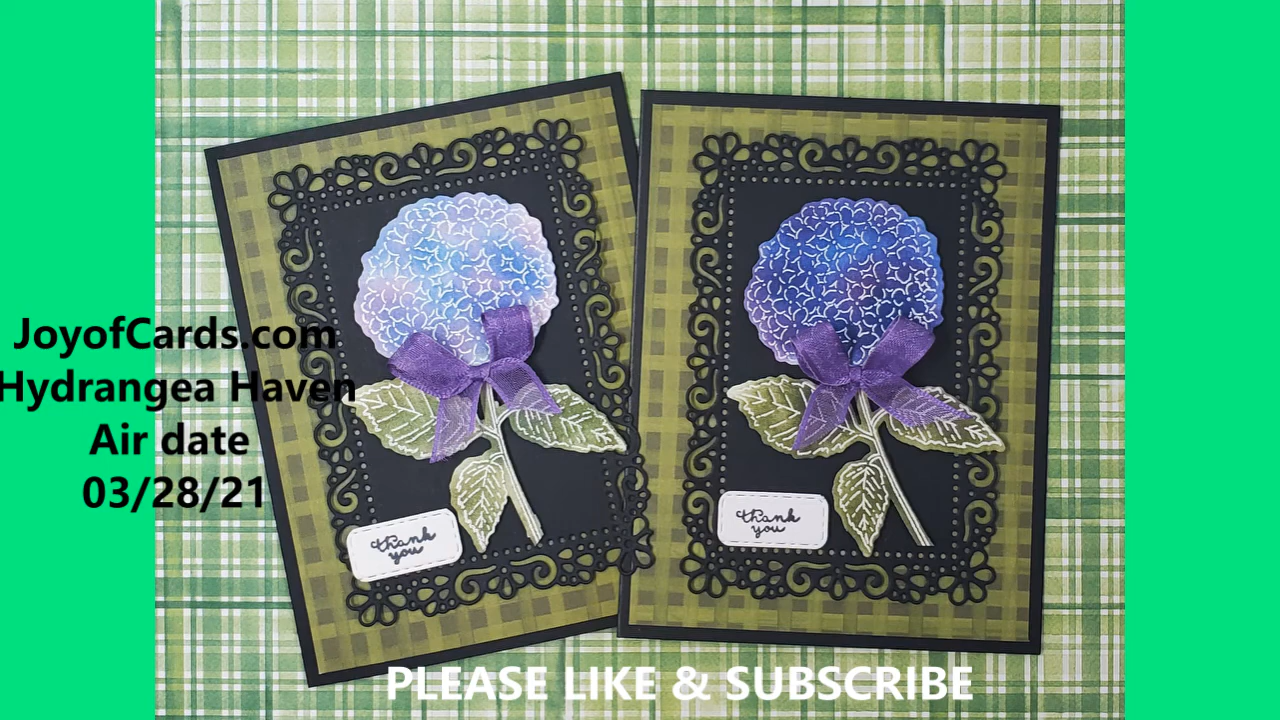 JoyofCards.com
Hydrangea Haven
Air date
03/28/21
thank
you
thank
you
PLEASE LIKE & SUBSCRIBE